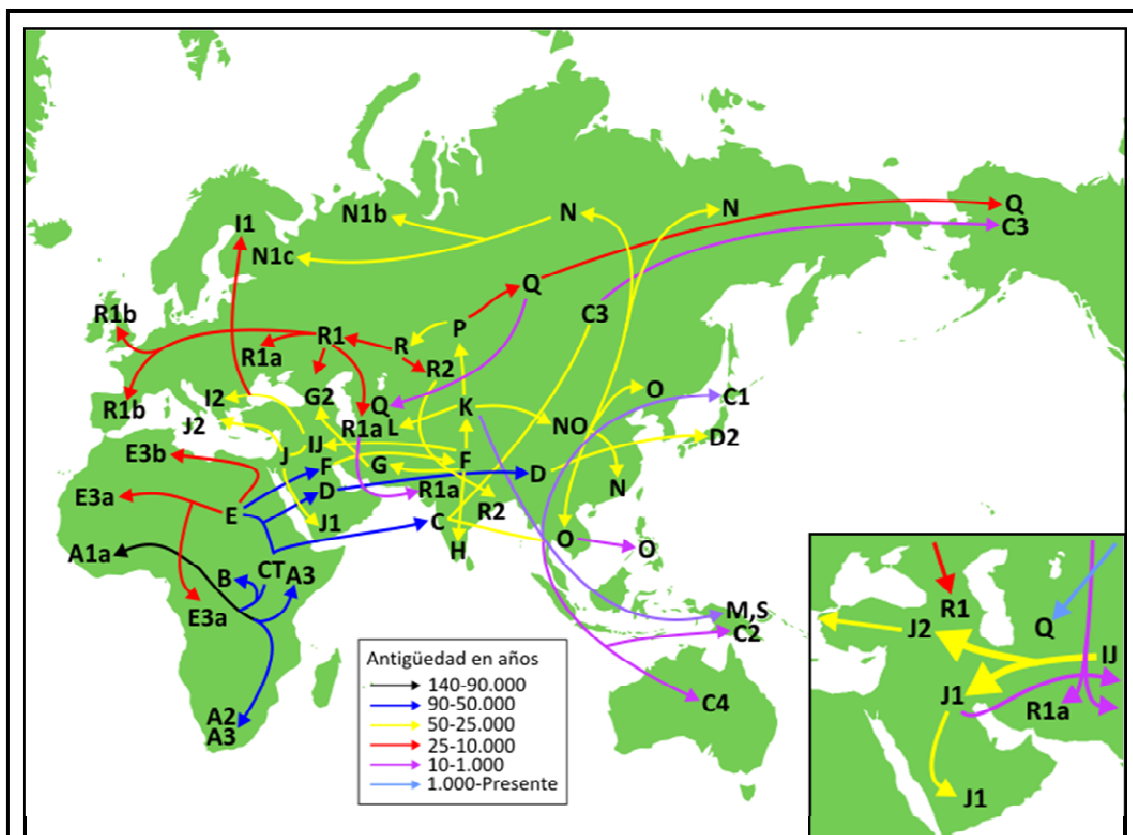 N1b
N
N
Q
I1
C3
N1c
Q
R1b
C3
R1
P
R
R1a
R2
O
G2
C1
I2
Q
R1b
K
J2
R1a
L
NO
D2
IJ
E3b
J
F
F
G
D
N
E3a
D
R1a
R2
E
J1
C
O
H
O
A1a
CT
A3
B
E3a
M,S
C2
A2
A3
C4
Antigüedad en años
140-90.000
90-50.000
50-25.000
25-10.000
10-1.000
1.000-Presente
R1
J2
Q
IJ
J1
R1a
J1